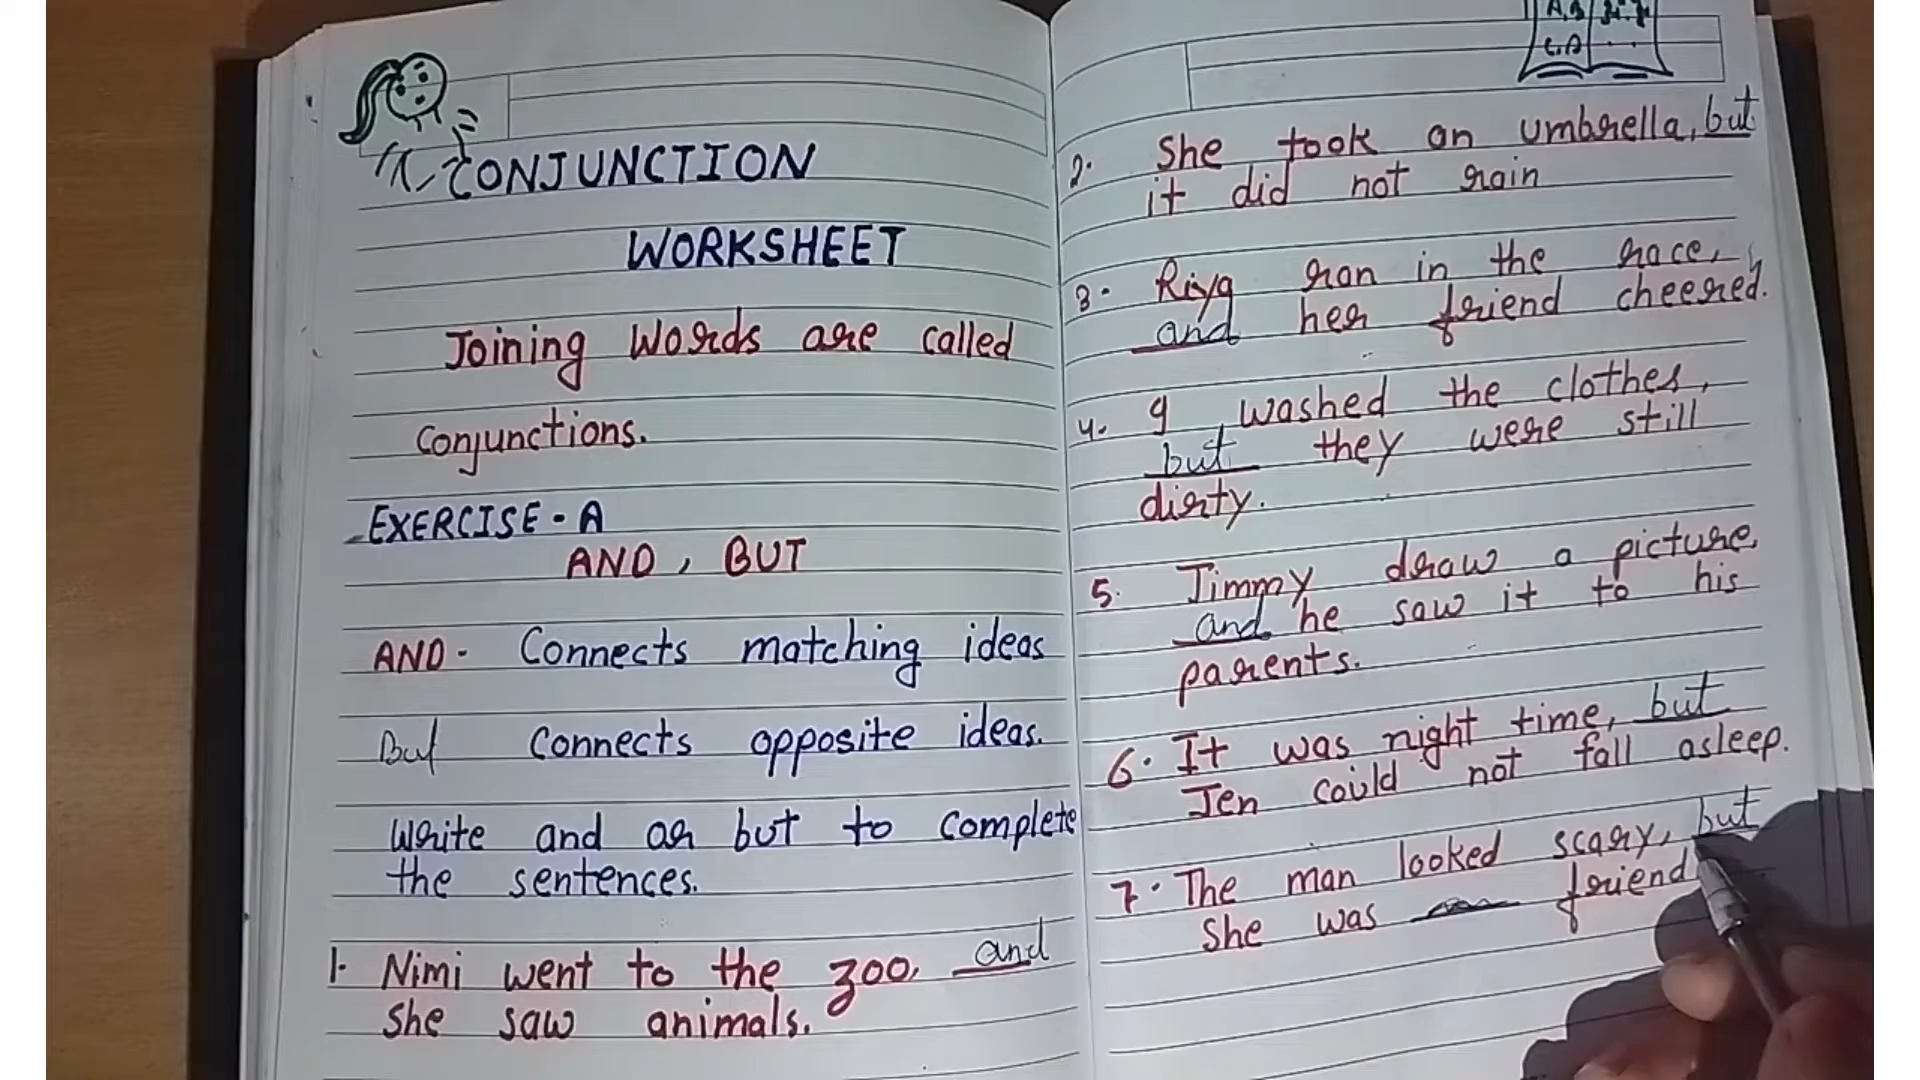 CONJUNCTION
WORKSHEET
Joining Words are called
Conjunctions.
EXERCISE - A
AND, BUT
AND - Connects matching ideas
But Connects opposite ideas.
Write and or but to complete
the sentences.
1. Nimi went to the zoo, and
She saw animals.
2. She took an umbrella, but
it did not rain
3. Riya ran in the race,
and her friend cheered.
4. I washed the clothes,
but they were still
dirty.
5. Jimmy draw a picture,
and he saw it to his
parents.
6. It was night time, but
Jen could not fall asleep.
7. The man looked scary, but
She was friend